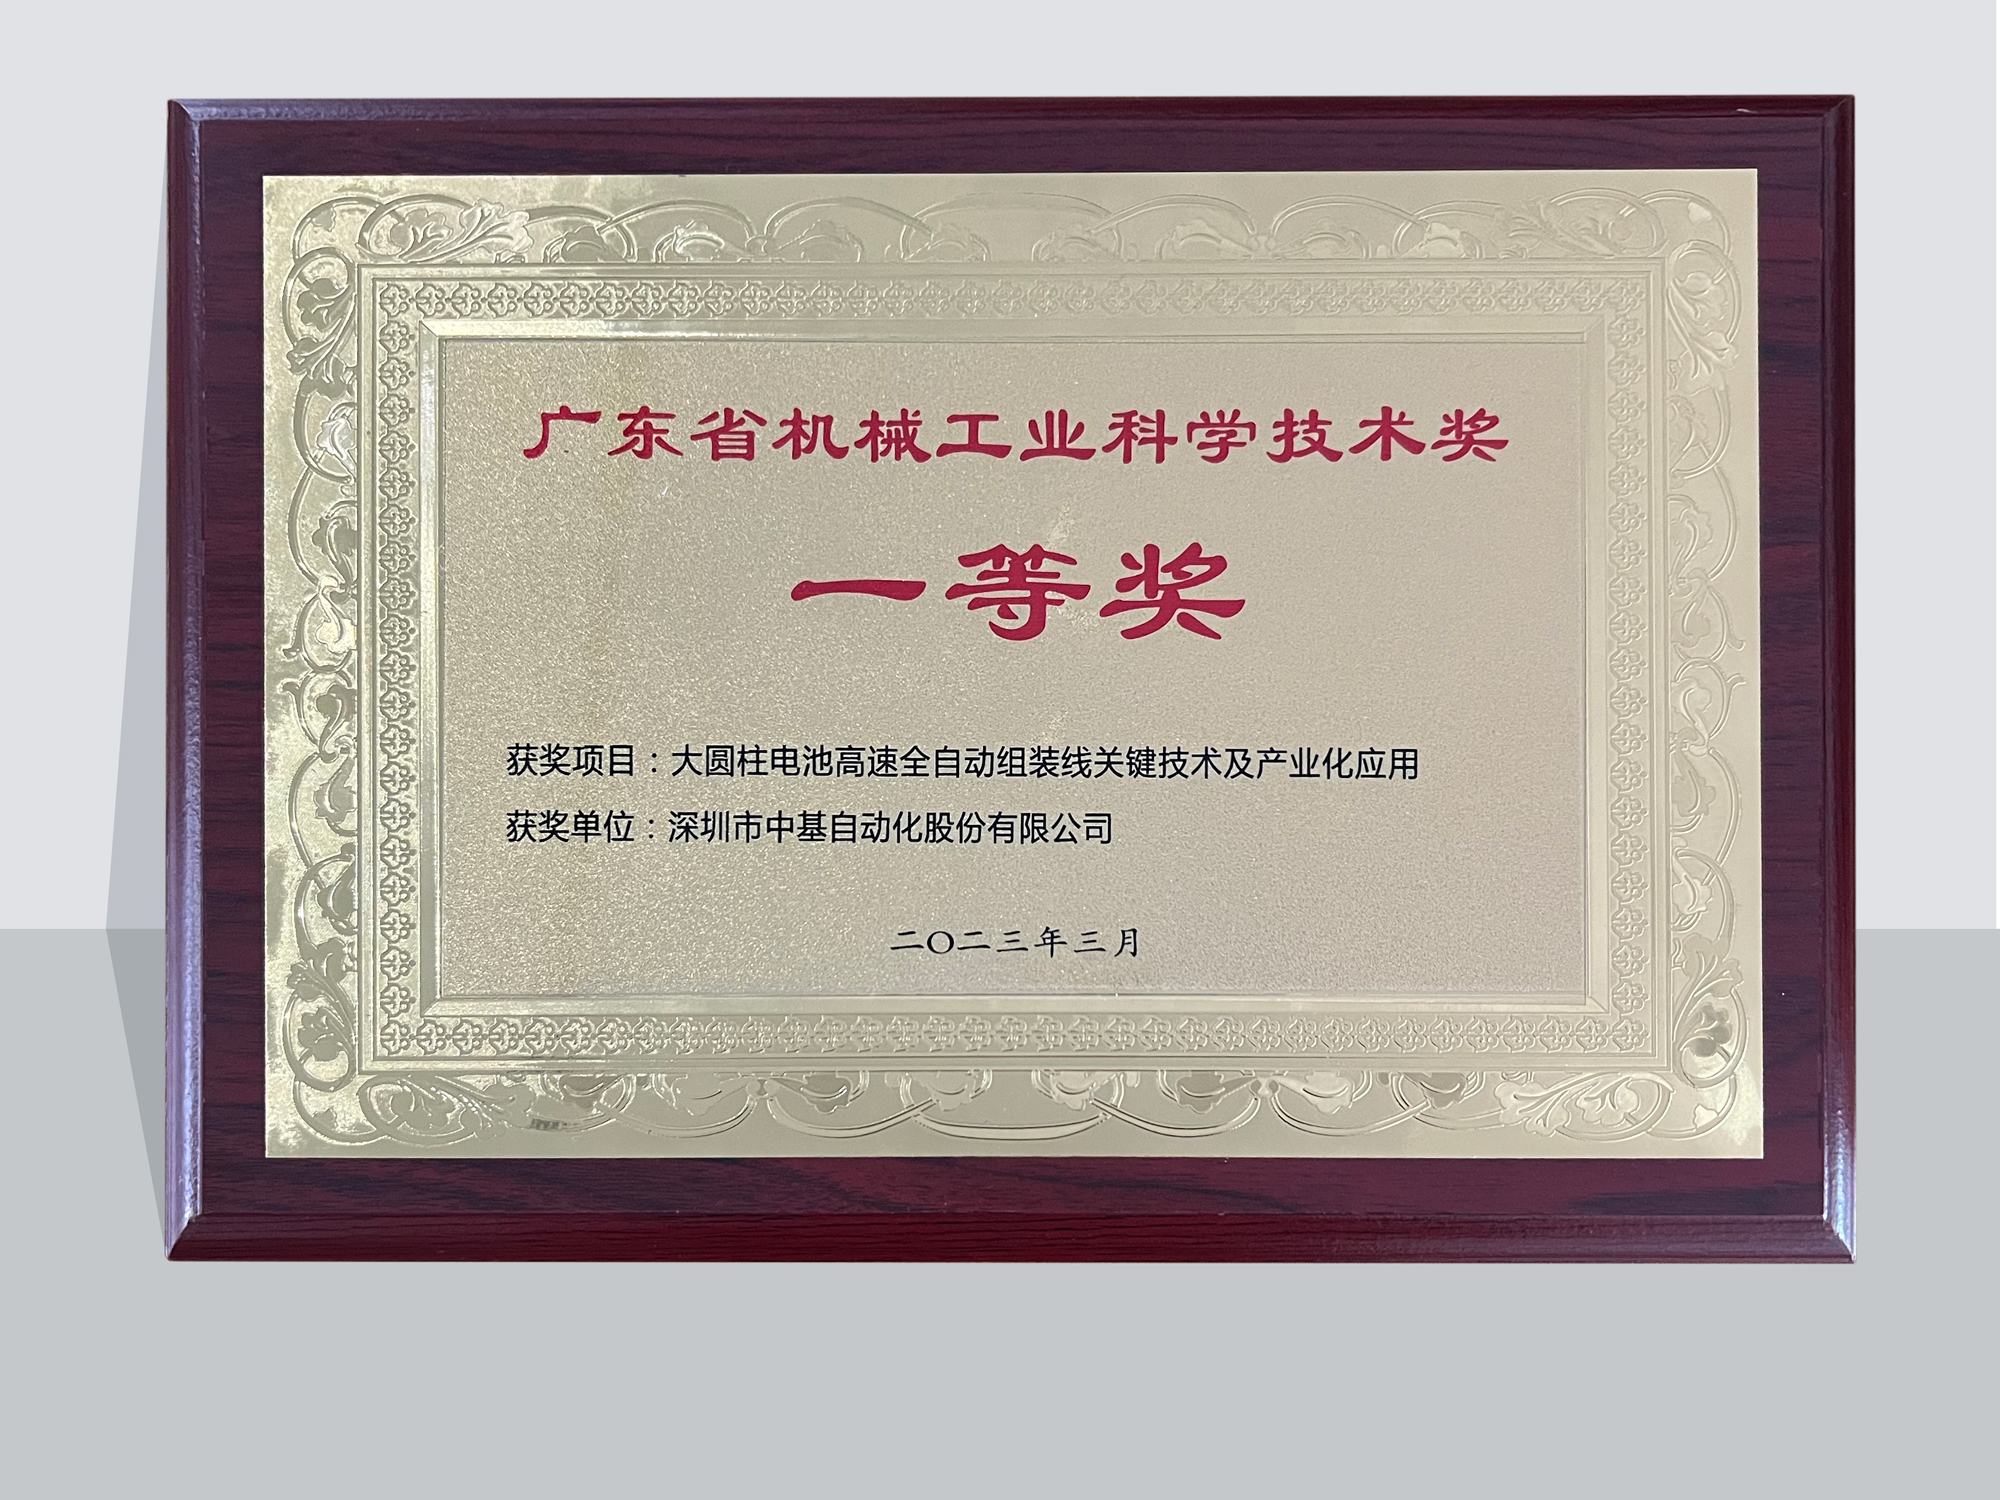 广东省机械工业科学技术奖
一等奖
获奖项目：大圆柱电池高速全自动组装线关键技术及产业化应用
获奖单位：深圳市中基自动化股份有限公司
二〇二三年三月